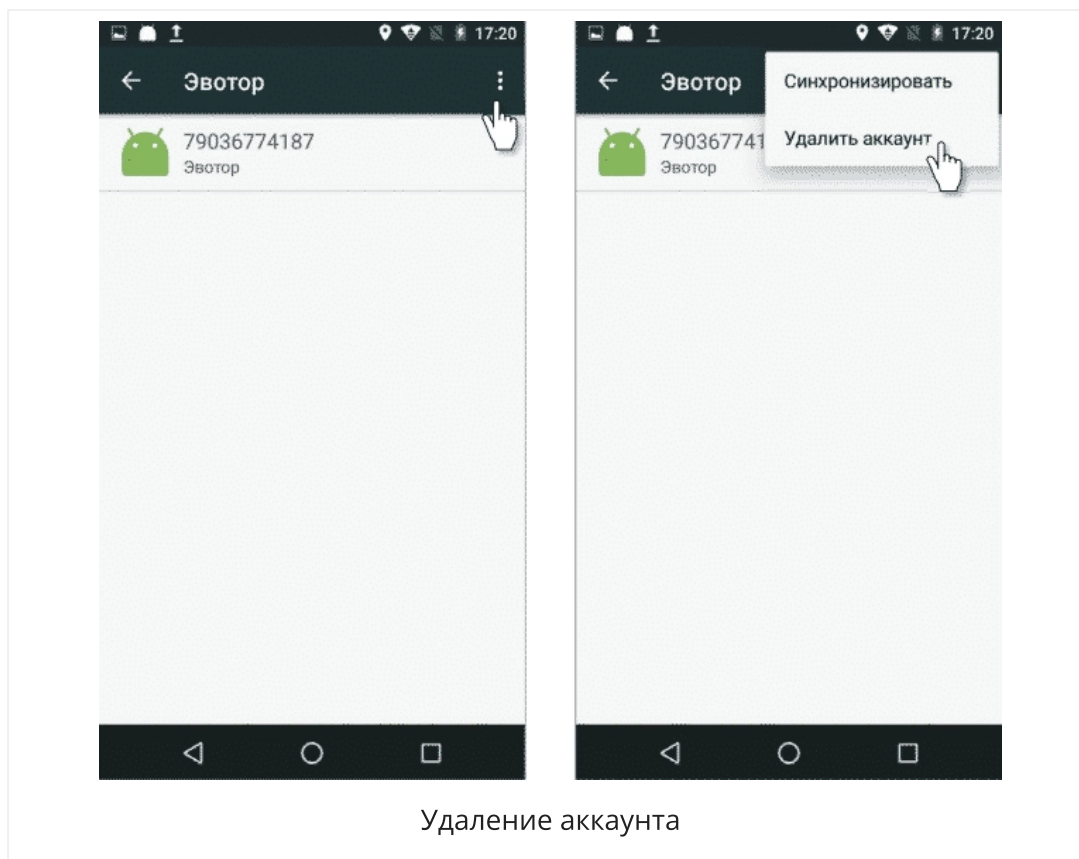 17:20
Эвотор
79036774187
Эвотор
17:20
Эвотор
Синхронизировать
790367741
Удалить аккаунт
Эвотор
Удаление аккаунта